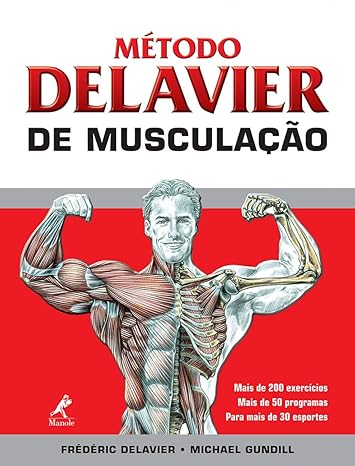 MÉTODO
DELAVIER
DE MUSCULAÇÃO
Mais de 200 exercícios
Mais de 50 programas
Para mais de 30 esportes
Manole
FRÉDÉRIC DELAVIER • MICHAEL GUNDILL